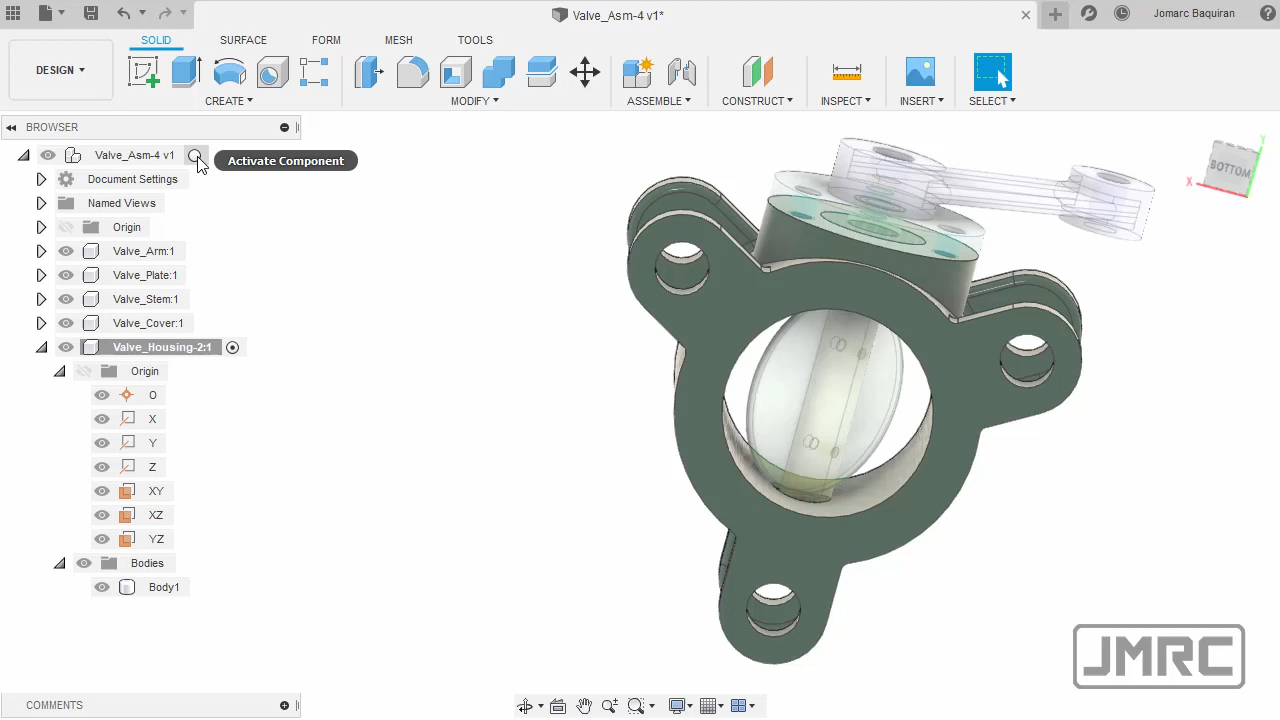 Valve_Asm-4 v1*
Jomarc Baquiran
DESIGN
SOLID
SURFACE
FORM
MESH
TOOLS
CREATE
MODIFY
ASSEMBLE
CONSTRUCT
INSPECT
INSERT
SELECT
BROWSER
Valve_Asm-4 v1
Activate Component
Document Settings
Named Views
Origin
Valve_Arm:1
Valve_Plate:1
Valve_Stem:1
Valve_Cover:1
Valve_Housing-2:1
Origin
O
X
Y
Z
XY
XZ
YZ
Bodies
Body1
BOTTOM
X
Y
JMRC
COMMENTS